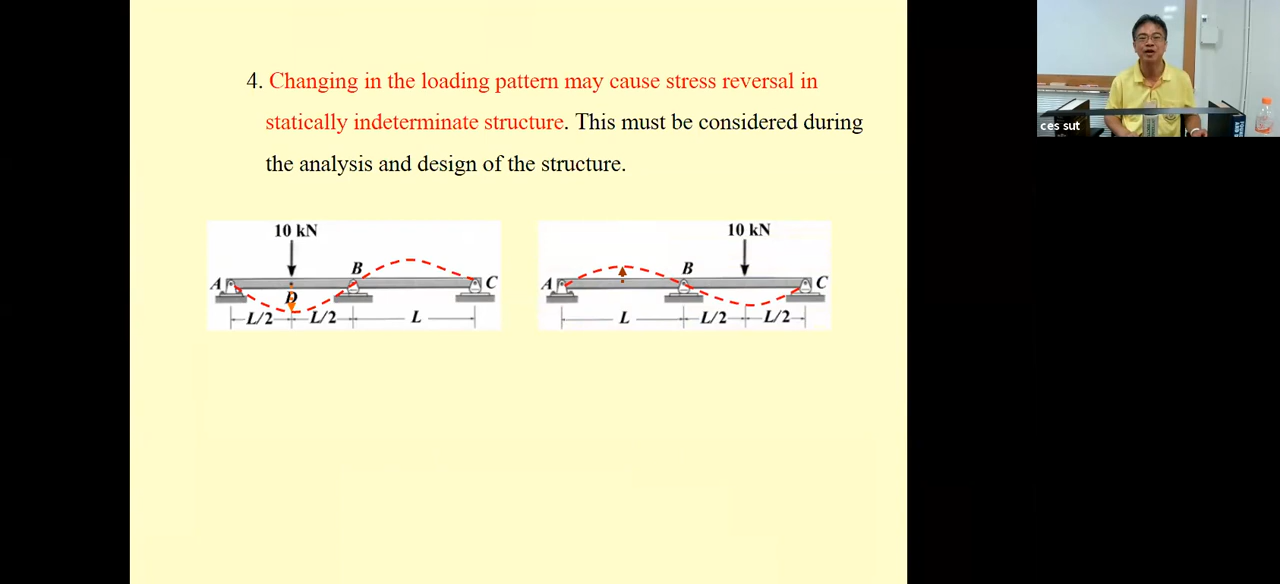 4. Changing in the loading pattern may cause stress reversal in
statically indeterminate structure. This must be considered during
the analysis and design of the structure.
10 kN
A
B
C
D
L/2
L/2
L
10 kN
A
B
C
L
L/2
L/2
ces sut